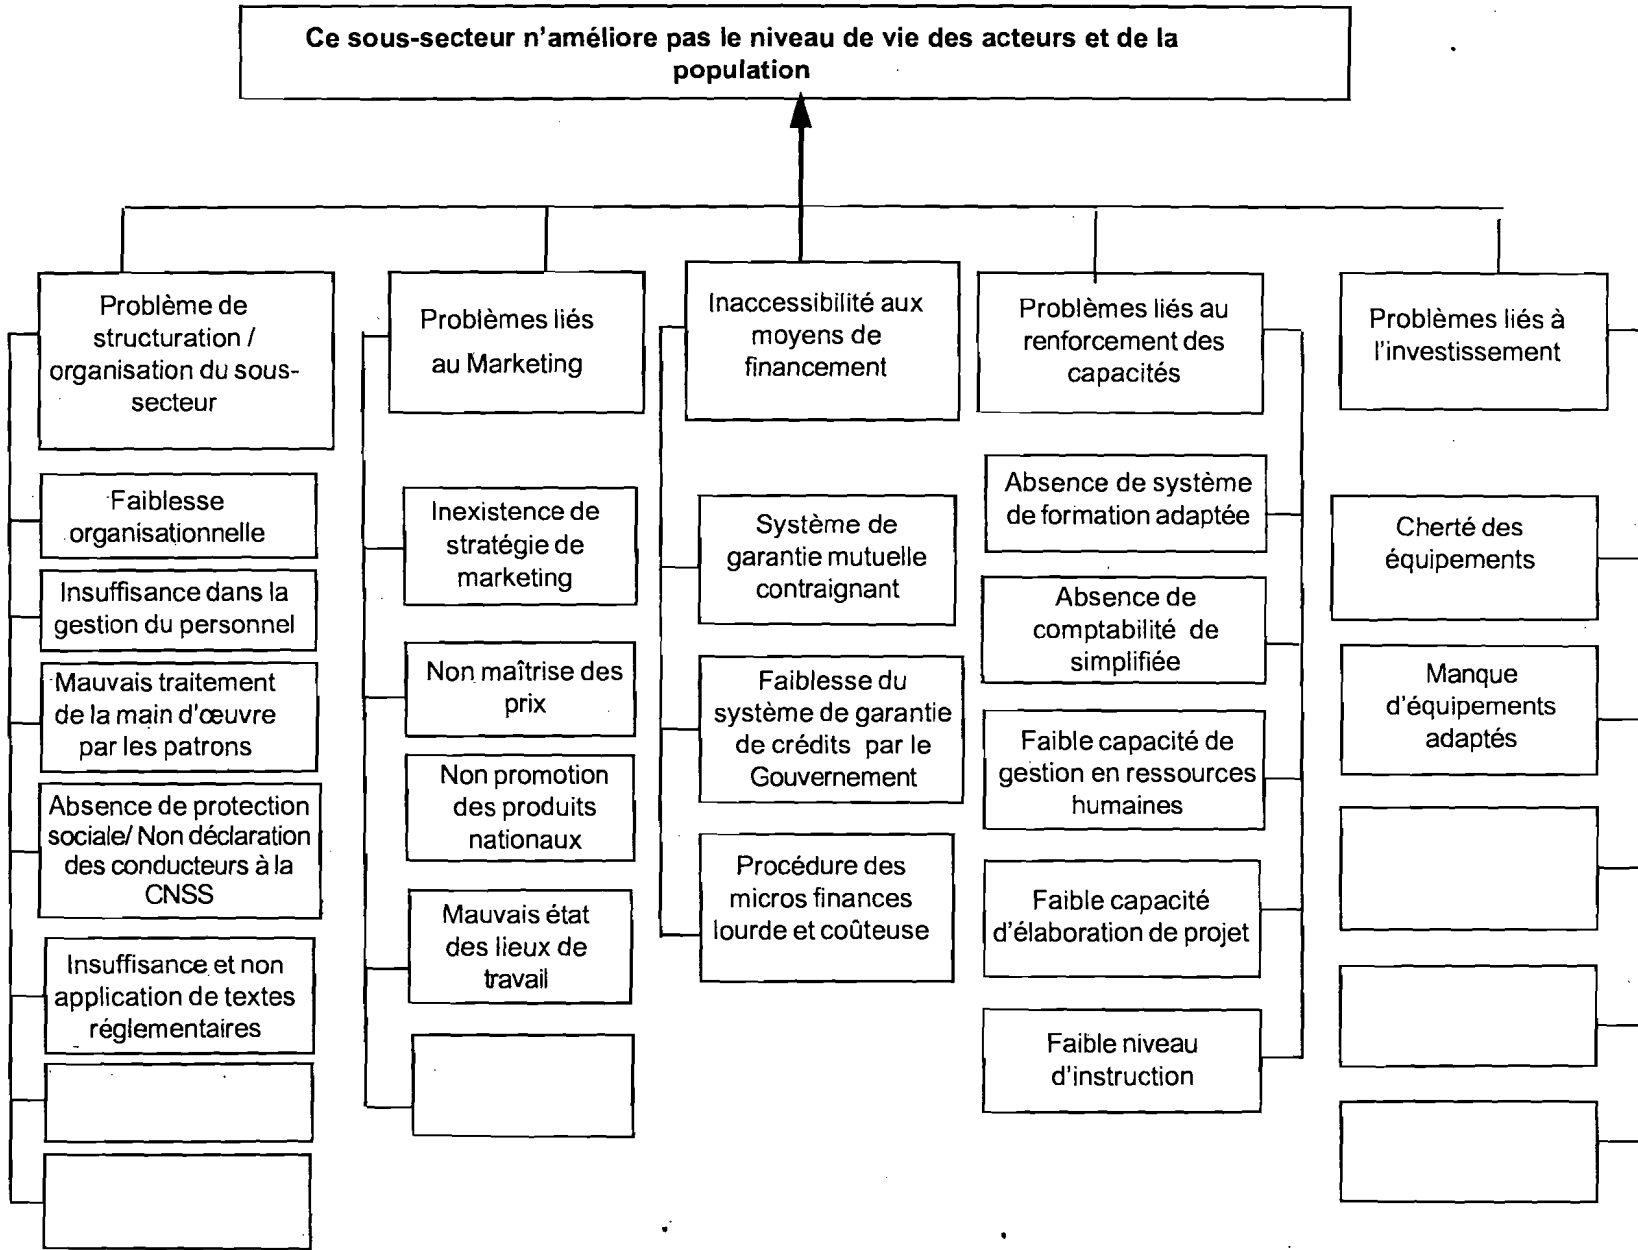 Ce sous-secteur n'améliore pas le niveau de vie des acteurs et de la
population
Problème de
structuration /
organisation du sous-
secteur
Faiblesse
organisationnelle
Insuffisance dans la
gestion du personnel
Mauvais traitement
de la main d'œuvre
par les patrons
Absence de protection
sociale/ Non déclaration
des conducteurs à la
CNSS
Insuffisance et non
application de textes
réglementaires
Problèmes liés
au Marketing
Inexistence de
stratégie de
marketing
Non maîtrise des
prix
Non promotion
des produits
nationaux
Mauvais état
des lieux de
travail
Inaccessibilité aux
moyens de
financement
Système de
garantie mutuelle
contraignant
Faiblesse du
système de garantie
de crédits par le
Gouvernement
Procédure des
micros finances
lourde et coûteuse
Problèmes liés au
renforcement des
capacités
Absence de système
de formation adaptée
Absence de
comptabilité de
simplifiée
Faible capacité de
gestion en ressources
humaines
Faible capacité
d'élaboration de projet
Faible niveau
d'instruction
Problèmes liés à
l'investissement
Cherté des
équipements
Manque
d'équipements
adaptés